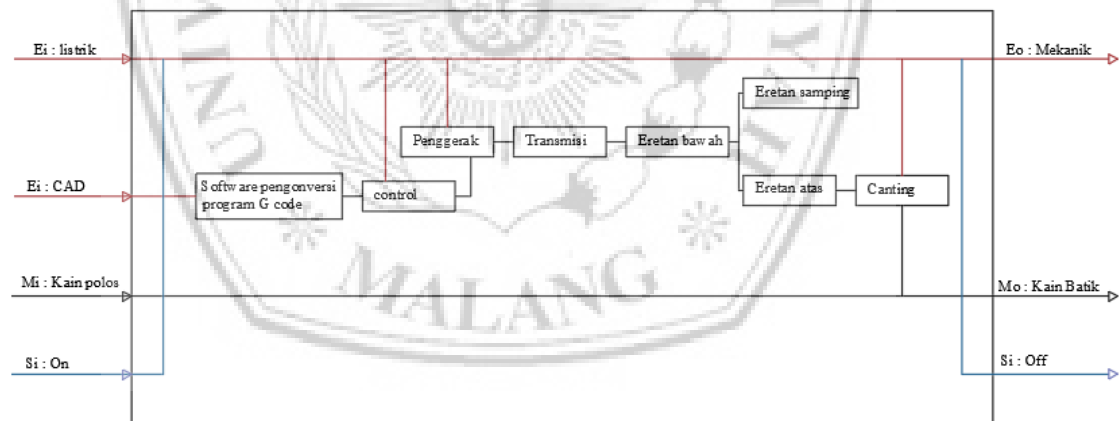 Ei : listrik
Eo : Mekanik
Eretan samping
Penggerak
Transmisi
Eretan bawah
Ei : CAD
Software pengonversi
program G code
control
Eretan atas
Canting
Mi : Kain polos
Mo : Kain Batik
Si : On
Si : Off
MALANG